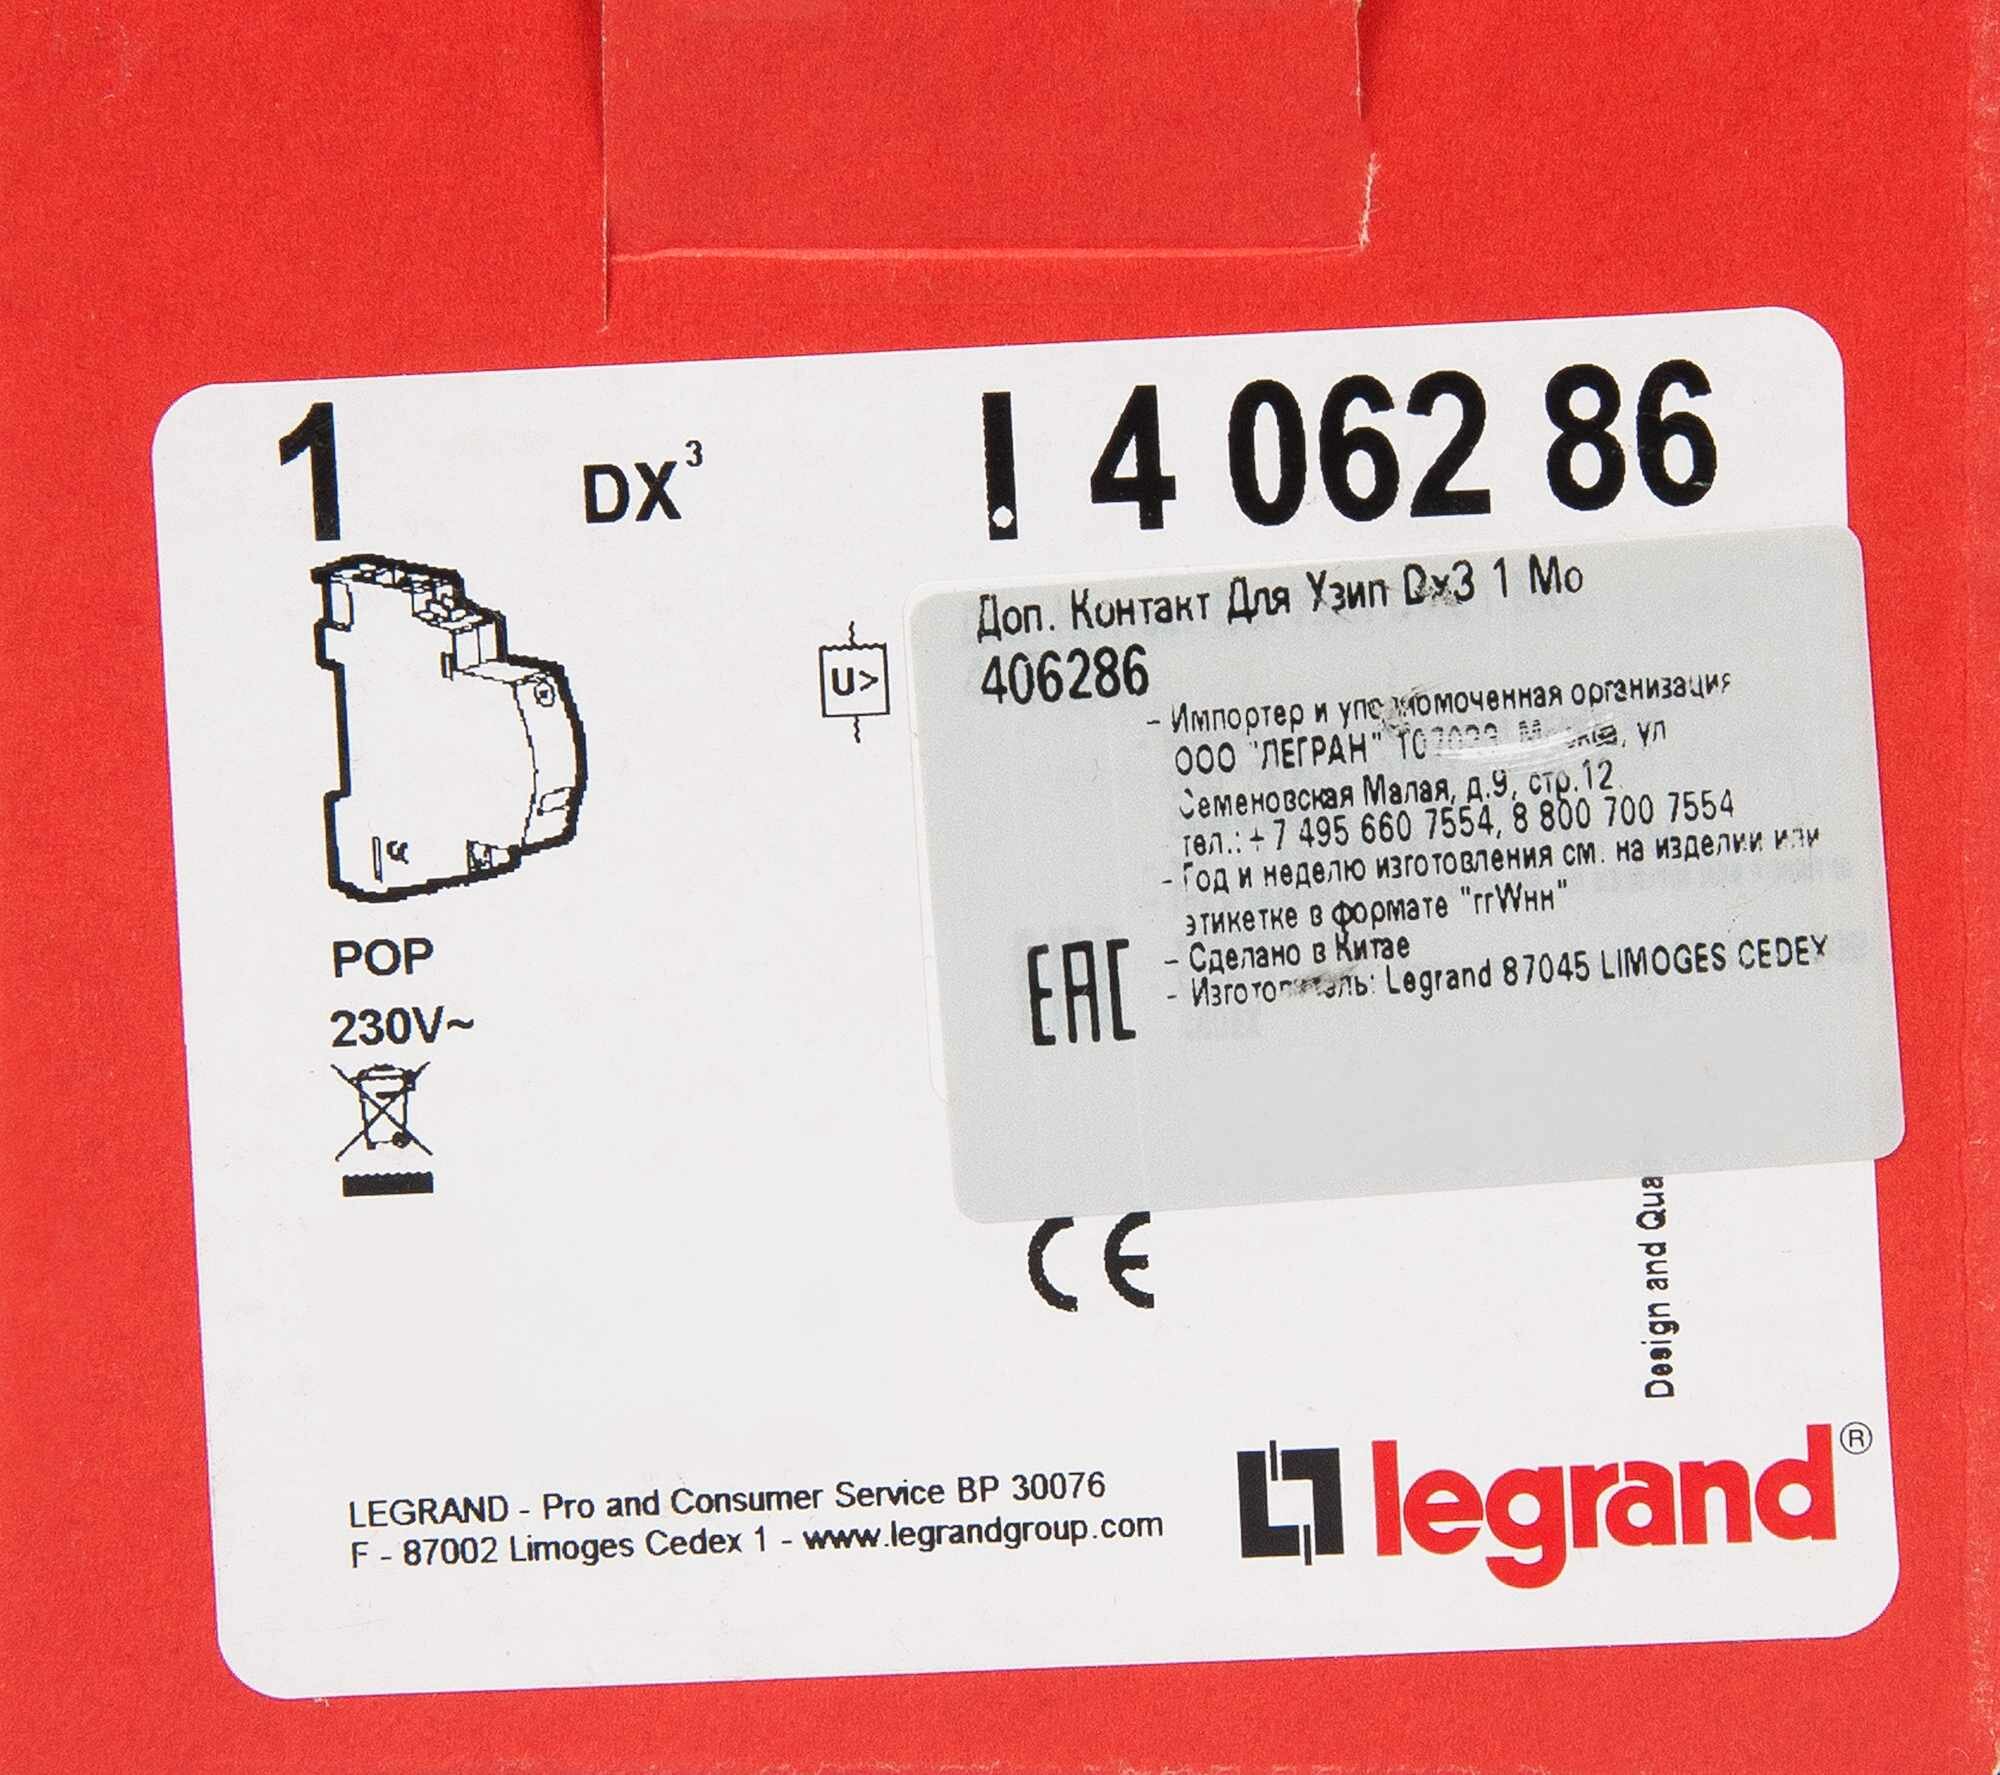 1
DX³
4 062 86
U>
POP
230V~
Доп. Контакт Для Узип Dx3 1 Мо
406286
- Импортер и организация
ООО "ЛЕГРАН" ул
Семеновская Малая, д.9, стр.12
тел.: +7 495 660 7554, 8 800 700 7554
- Год и неделю изготовления см. на изделии или
этикетке в формате "ггWнн"
- Сделано в Китае
- Legrand 87045 LIMOGES CEDEX
EAC
CE
Design and Qua
LEGRAND - Pro and Consumer Service BP 30076
F - 87002 Limoges Cedex 1 - www.legrandgroup.com
legrand®